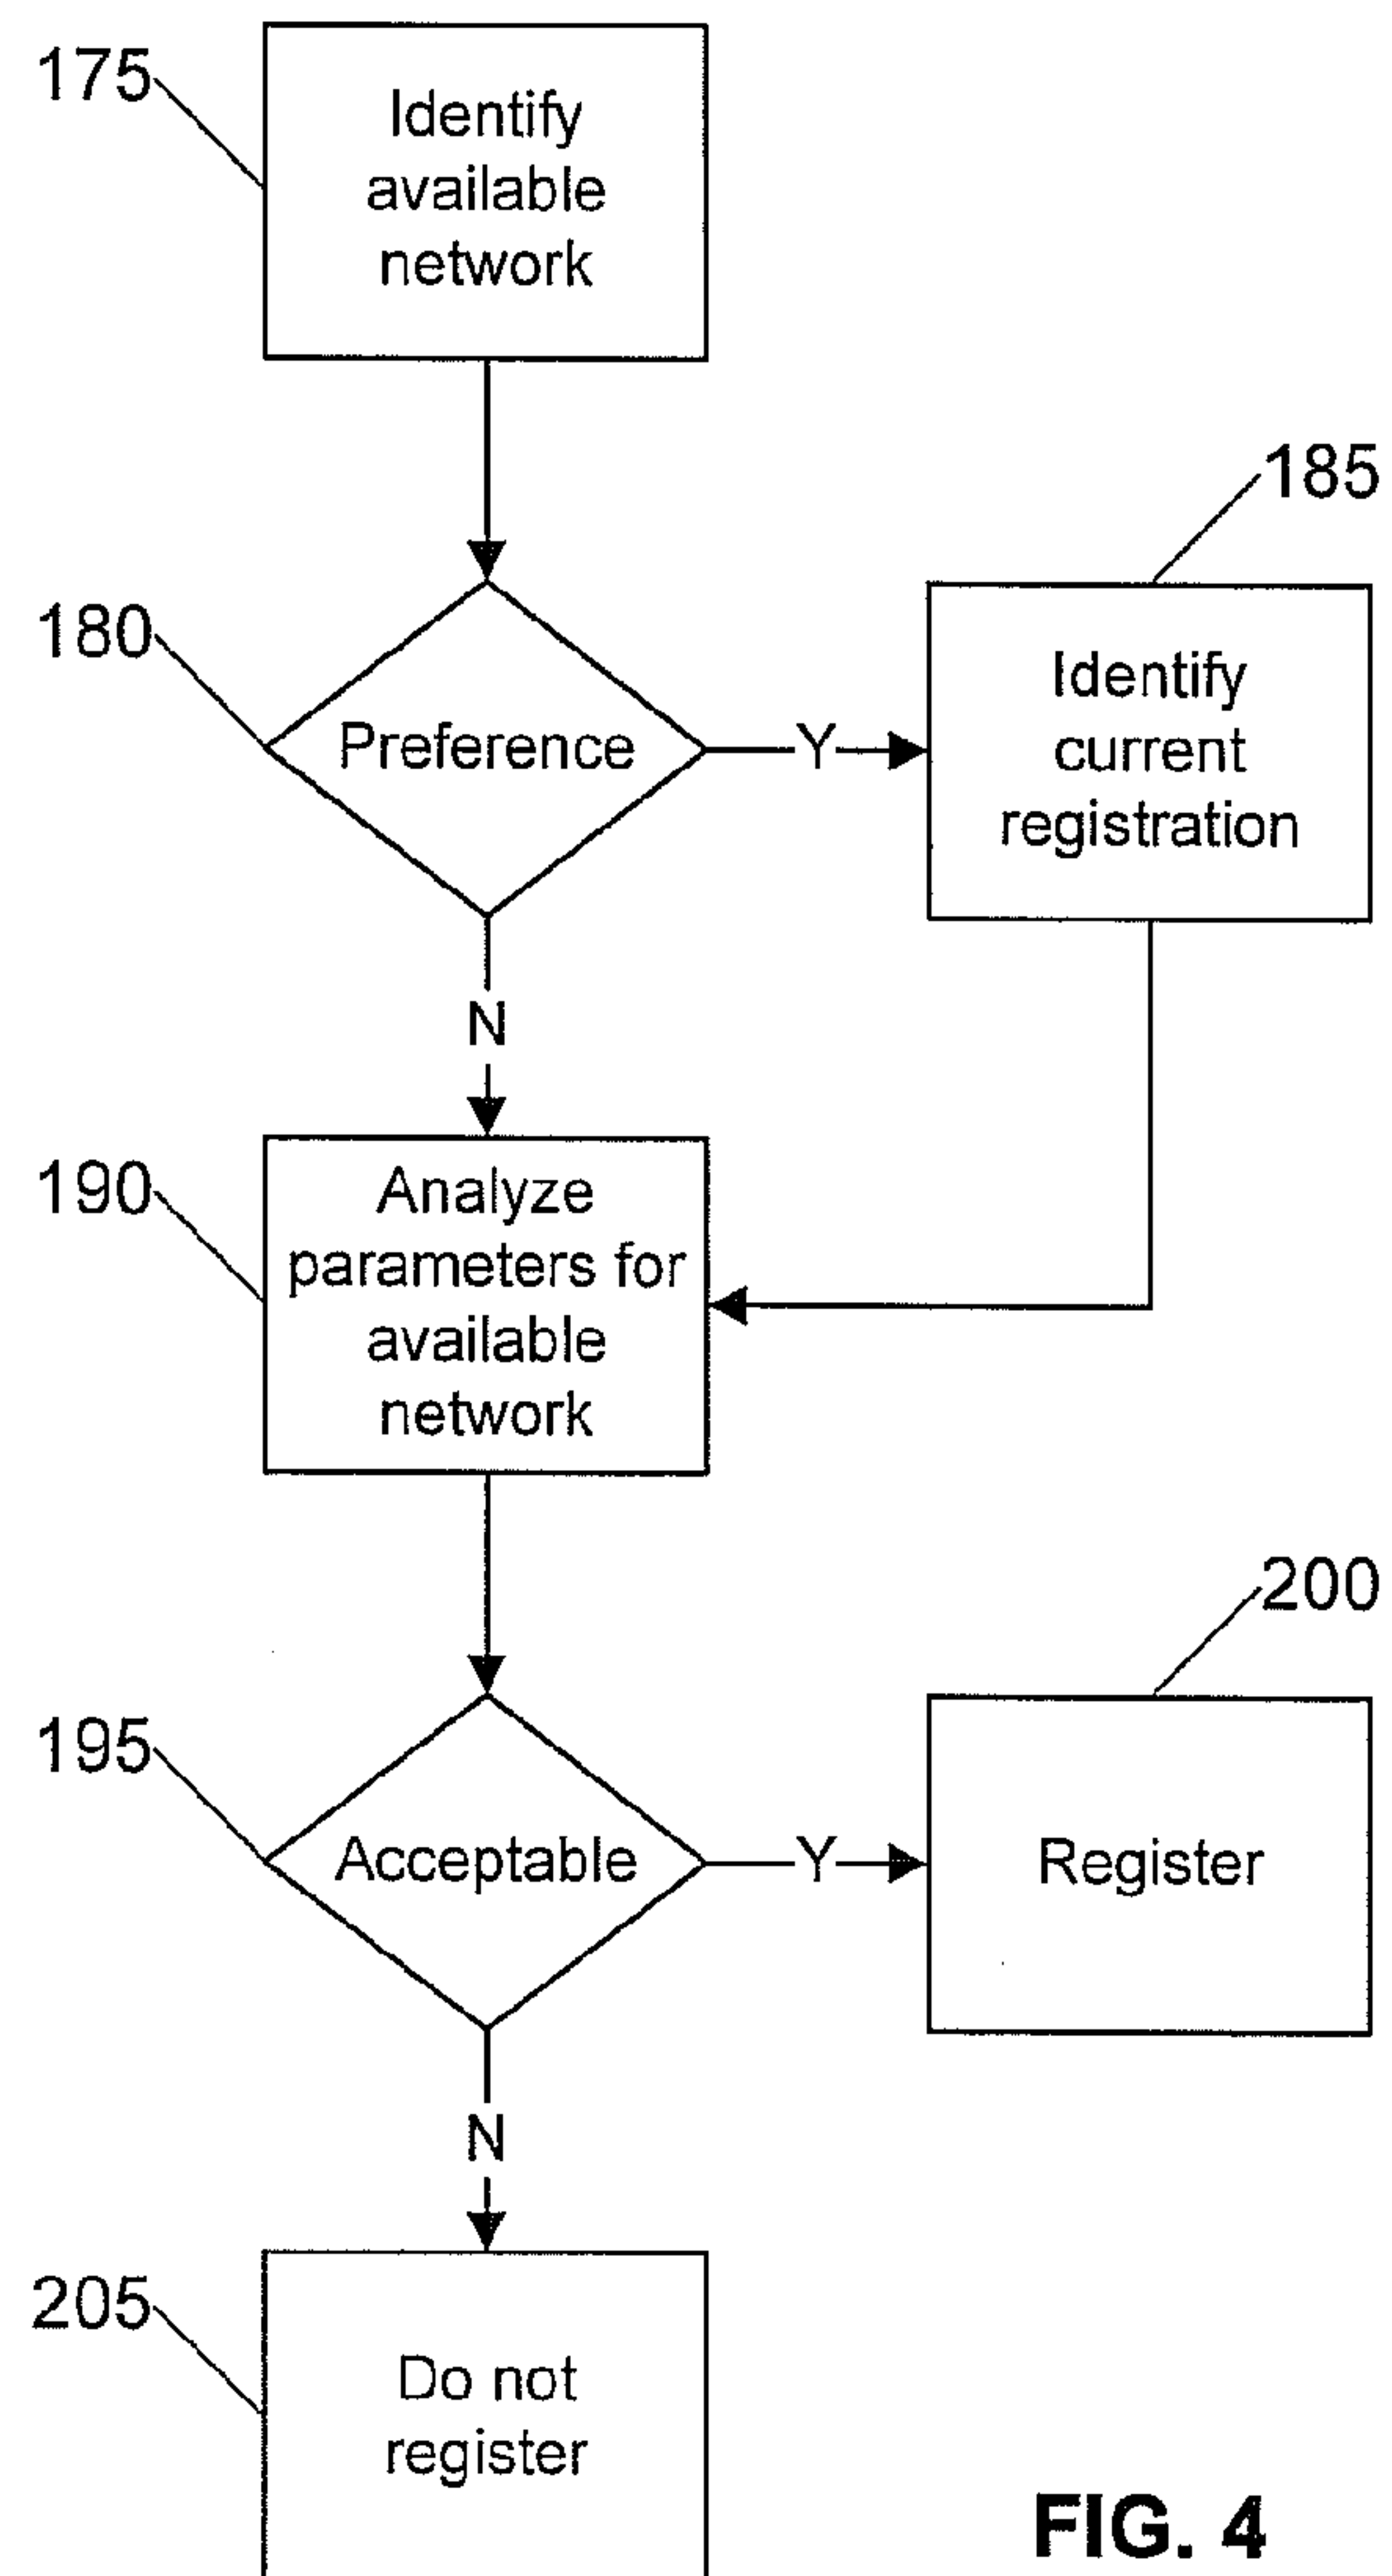 175
Identify
available
network
185
180
Preference
Y
Identify
current
registration
N
190
Analyze
parameters for
available
network
200
195
Acceptable
Y
Register
N
205
Do not
register
FIG. 4